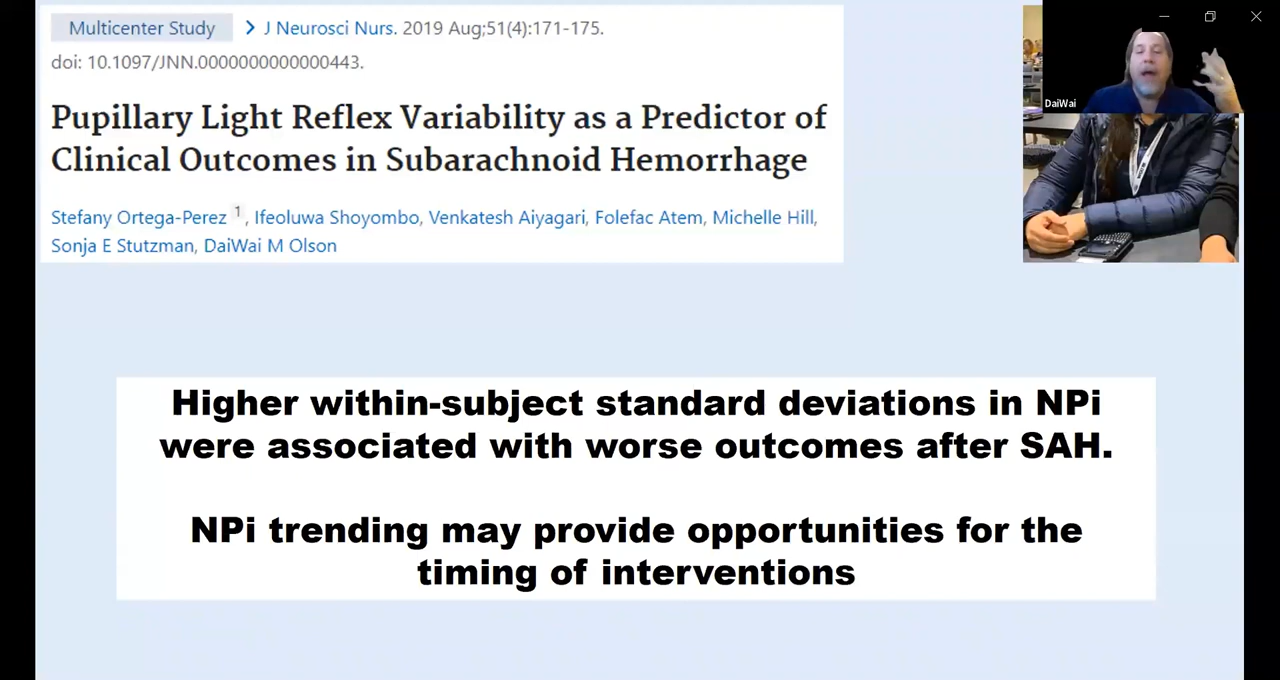 Multicenter Study > J Neurosci Nurs. 2019 Aug;51(4):171-175.
doi: 10.1097/JNN.0000000000000443.
Pupillary Light Reflex Variability as a Predictor of
Clinical Outcomes in Subarachnoid Hemorrhage
Stefany Ortega-Perez 1, Ifeoluwa Shoyombo, Venkatesh Aiyagari, Folefac Atem, Michelle Hill,
Sonja E Stutzman, DaiWai M Olson
DaiWai
Higher within-subject standard deviations in NPi
were associated with worse outcomes after SAH.
NPi trending may provide opportunities for the
timing of interventions